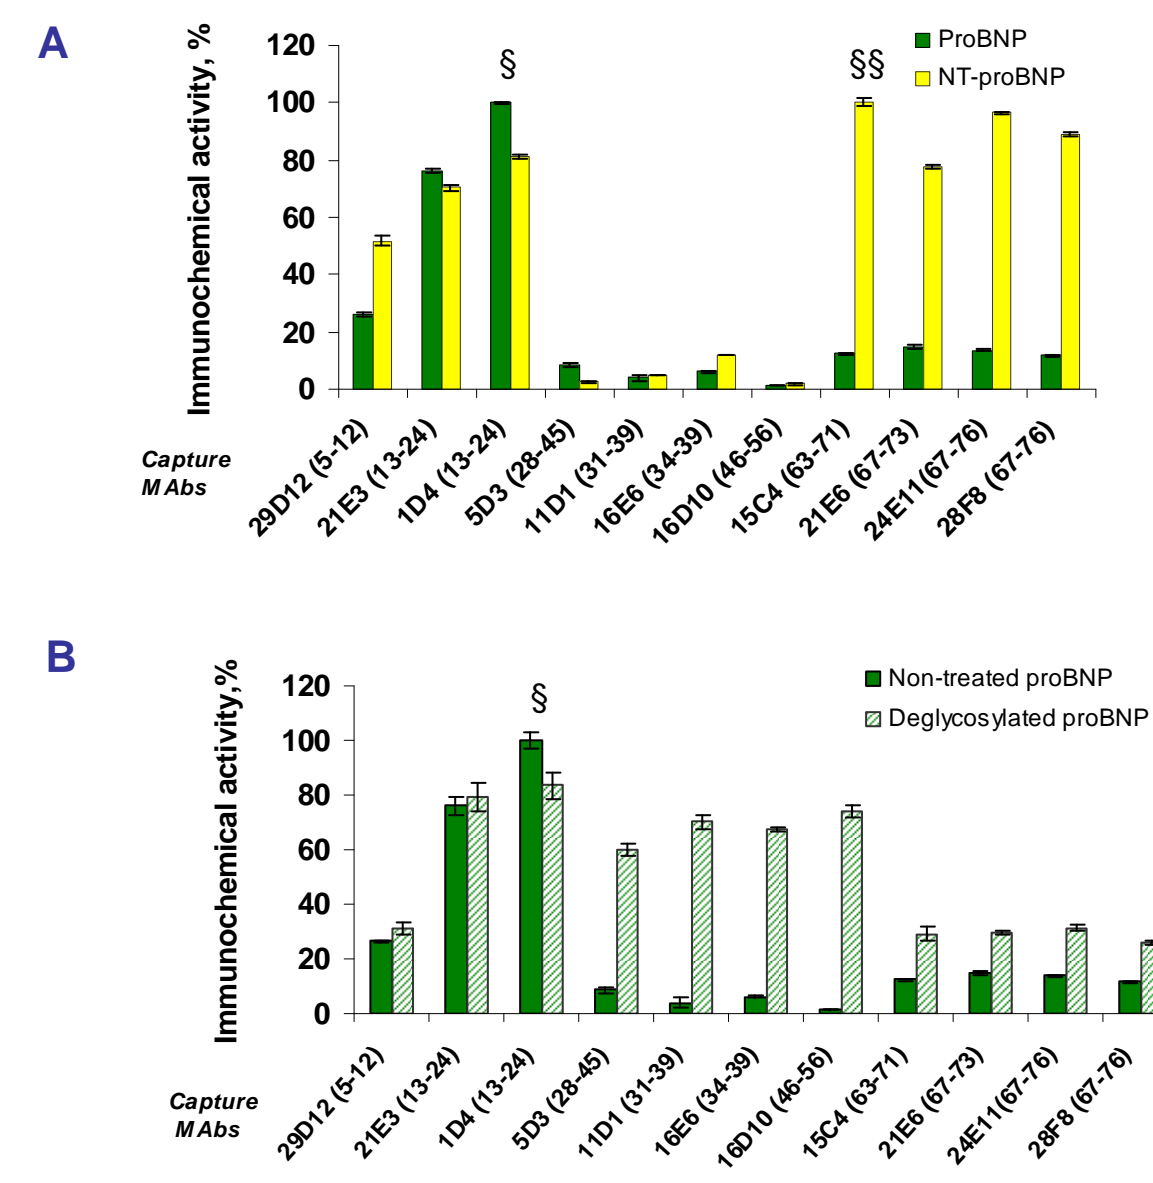 A
Immunochemical activity, %
120
100
80
60
40
20
0
§
§§
ProBNP
NT-proBNP
Capture
MAbs
29D12 (5-12)
21E3 (13-24)
1D4 (13-24)
5D3 (28-45)
11D1 (31-39)
16E6 (34-39)
16D10 (46-56)
15C4 (63-71)
21E6 (67-73)
24E11(67-76)
28F8 (67-76)
B
Immunochemical activity,%
120
100
80
60
40
20
0
§
Non-treated proBNP
Deglycosylated proBNP
Capture
MAbs
29D12 (5-12)
21E3 (13-24)
1D4 (13-24)
5D3 (28-45)
11D1 (31-39)
16E6 (34-39)
16D10 (46-56)
15C4 (63-71)
21E6 (67-73)
24E11(67-76)
28F8 (67-76)